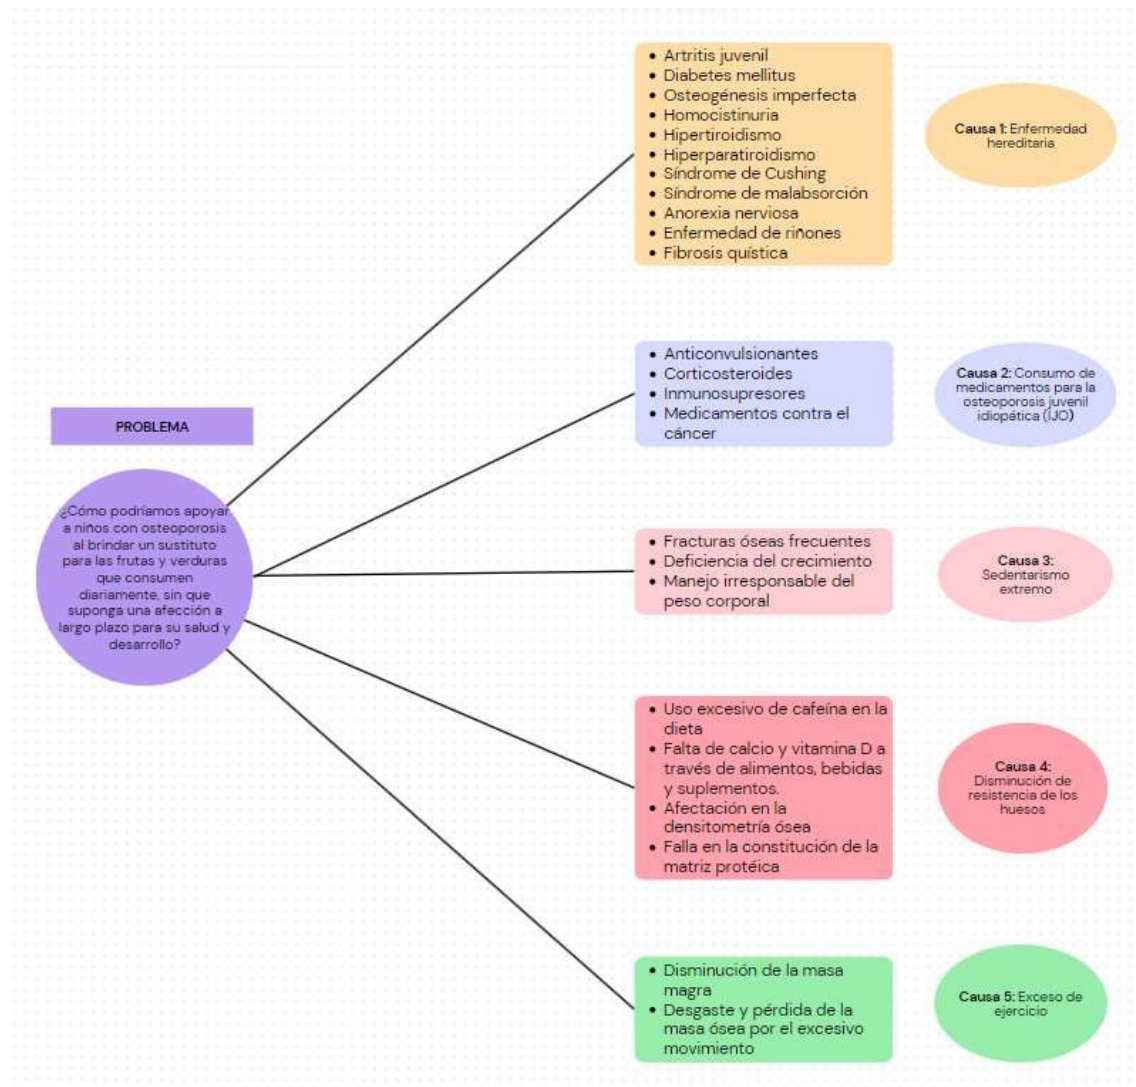 PROBLEMA
¿Cómo podríamos apoyar
a niños con osteoporosis
al brindar un sustituto
para las frutas y verduras
que consumen
diariamente, sin que
suponga una afección a
largo plazo para su salud y
desarrollo?
• Artritis juvenil
• Diabetes mellitus
• Osteogénesis imperfecta
• Homocistinuria
• Hipertiroidismo
• Hiperparatiroidismo
• Síndrome de Cushing
• Síndrome de malabsorción
• Anorexia nerviosa
• Enfermedad de riñones
• Fibrosis quística
Causa 1: Enfermedad
hereditaria
• Anticonvulsionantes
• Corticosteroides
• Inmunosupresores
• Medicamentos contra el
cáncer
Causa 2: Consumo de
medicamentos para la
osteoporosis juvenil
idiopática (IJO)
• Fracturas óseas frecuentes
• Deficiencia del crecimiento
• Manejo irresponsable del
peso corporal
Causa 3:
Sedentarismo
extremo
• Uso excesivo de cafeína en la
dieta
• Falta de calcio y vitamina D a
través de alimentos, bebidas
y suplementos.
• Afectación en la
densitometría ósea
• Falla en la constitución de la
matriz protéica
Causa 4:
Disminución de
resistencia de los
huesos
• Disminución de la masa
magra
• Desgaste y pérdida de la
masa ósea por el excesivo
movimiento
Causa 5: Exceso de
ejercicio